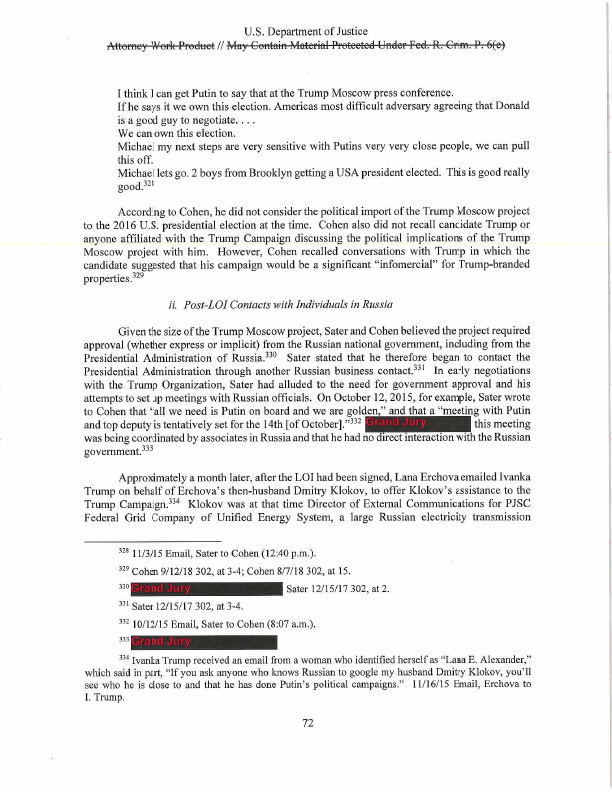 U.S. Department of Justice
Attorney Work Product // May Contain Material Protected Under Fed. R. Crim. P. 6(e)
I think I can get Putin to say that at the Trump Moscow press conference.
If he says it we own this election. Americas most difficult adversary agreeing that Donald
is a good guy to negotiate. . . .
We can own this election.
Michael my next steps are very sensitive with Putins very very close people, we can pull
this off.
Michael lets go. 2 boys from Brooklyn getting a USA president elected. This is good really
good.321
According to Cohen, he did not consider the political import of the Trump Moscow project
to the 2016 U.S. presidential election at the time. Cohen also did not recall candidate Trump or
anyone affiliated with the Trump Campaign discussing the political implications of the Trump
Moscow project with him. However, Cohen recalled conversations with Trump in which the
candidate suggested that his campaign would be a significant "infomercial" for Trump-branded
properties.329
ii. Post-LOI Contacts with Individuals in Russia
Given the size of the Trump Moscow project, Sater and Cohen believed the project required
approval (whether express or implicit) from the Russian national government, including from the
Presidential Administration of Russia.330 Sater stated that he therefore began to contact the
Presidential Administration through another Russian business contact.331 In early negotiations
with the Trump Organization, Sater had alluded to the need for government approval and his
attempts to set up meetings with Russian officials. On October 12, 2015, for example, Sater wrote
to Cohen that "all we need is Putin on board and we are golden," and that a "meeting with Putin
and top deputy is tentatively set for the 14th [of October]."332 Grand Jury this meeting
was being coordinated by associates in Russia and that he had no direct interaction with the Russian
government.333
Approximately a month later, after the LOI had been signed, Lana Erchova emailed Ivanka
Trump on behalf of Erchova's then-husband Dmitry Klokov, to offer Klokov's assistance to the
Trump Campaign.334 Klokov was at that time Director of External Communications for PJSC
Federal Grid Company of Unified Energy System, a large Russian electricity transmission
328 11/3/15 Email, Sater to Cohen (12:40 p.m.).
329 Cohen 9/12/18 302, at 3-4; Cohen 8/7/18 302, at 15.
330 Grand Jury Sater 12/15/17 302, at 2.
331 Sater 12/15/17 302, at 3-4.
332 10/12/15 Email, Sater to Cohen (8:07 a.m.).
333 Grand Jury
334 Ivanka Trump received an email from a woman who identified herself as "Lana E. Alexander,"
which said in part, "If you ask anyone who knows Russian to google my husband Dmitry Klokov, you'll
see who he is close to and that he has done Putin's political campaigns." 11/16/15 Email, Erchova to
I. Trump.
72